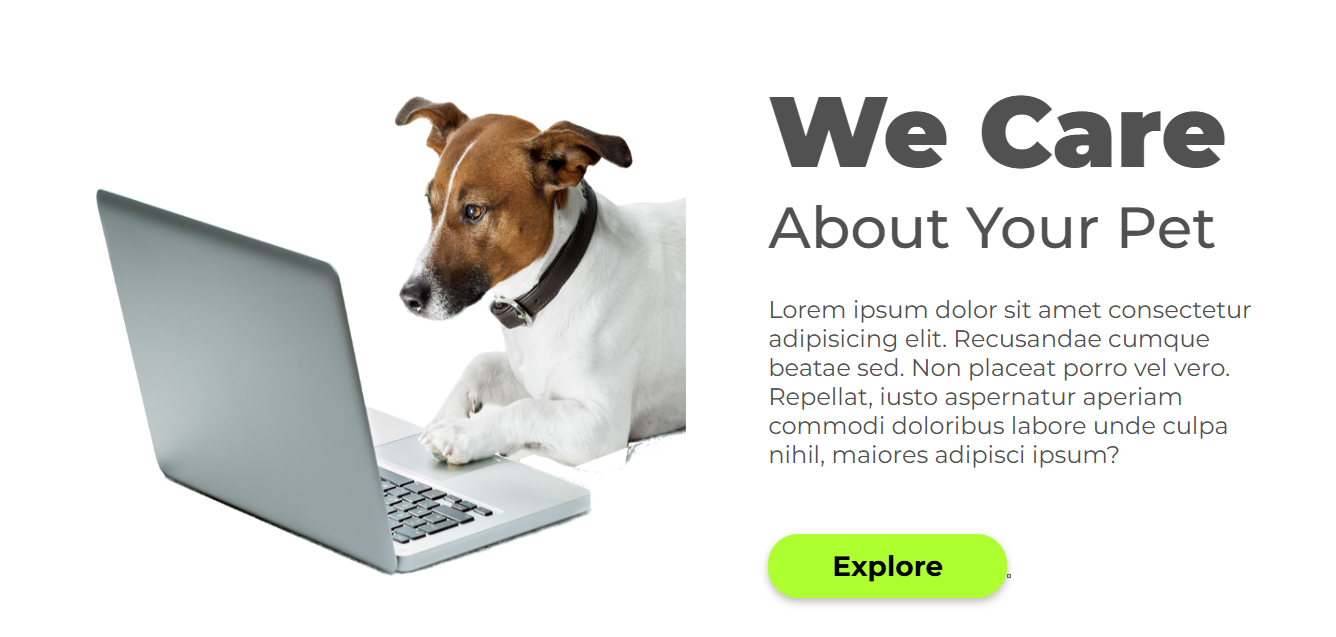 We Care
About Your Pet
Lorem ipsum dolor sit amet consectetur
adipisicing elit. Recusandae cumque
beatae sed. Non placeat porro vel vero.
Repellat, iusto aspernatur aperiam
commodi doloribus labore unde culpa
nihil, maiores adipisci ipsum?
Explore